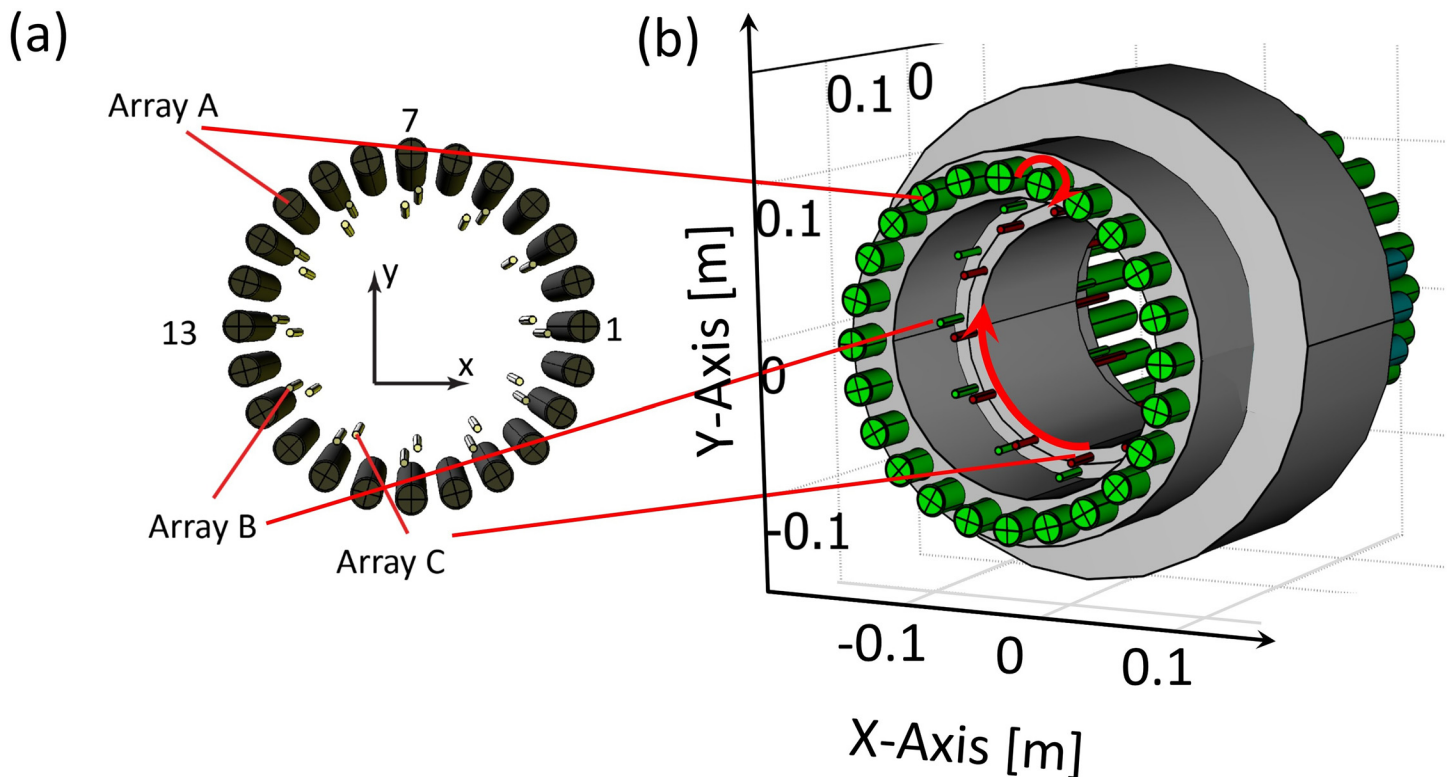 (a)
(b)
Array A
7
13
1
y
x
Array B
Array C
0.1 0
0.1
0
-0.1
Y-Axis [m]
-0.1 0 0.1
X-Axis [m]